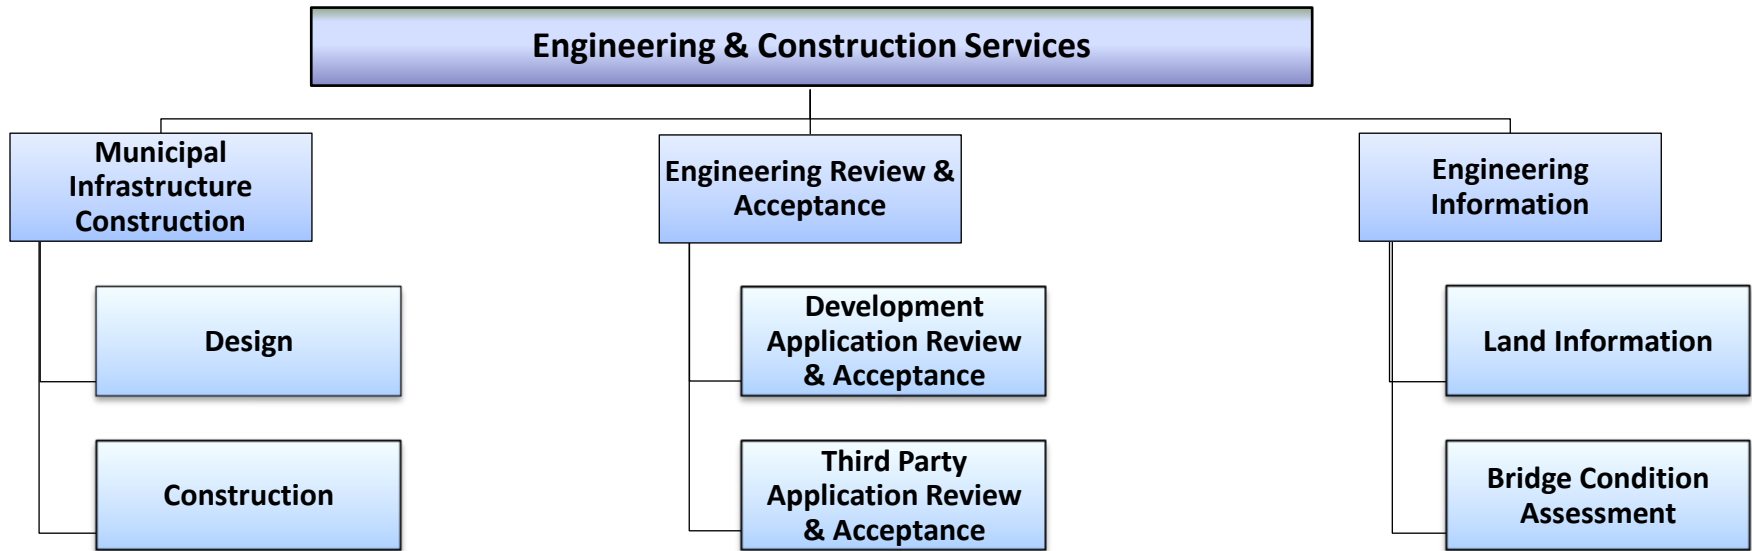 Engineering & Construction Services
Municipal
Infrastructure
Construction
Engineering Review &
Acceptance
Engineering
Information
Design
Development
Application Review
& Acceptance
Land Information
Construction
Third Party
Application Review
& Acceptance
Bridge Condition
Assessment